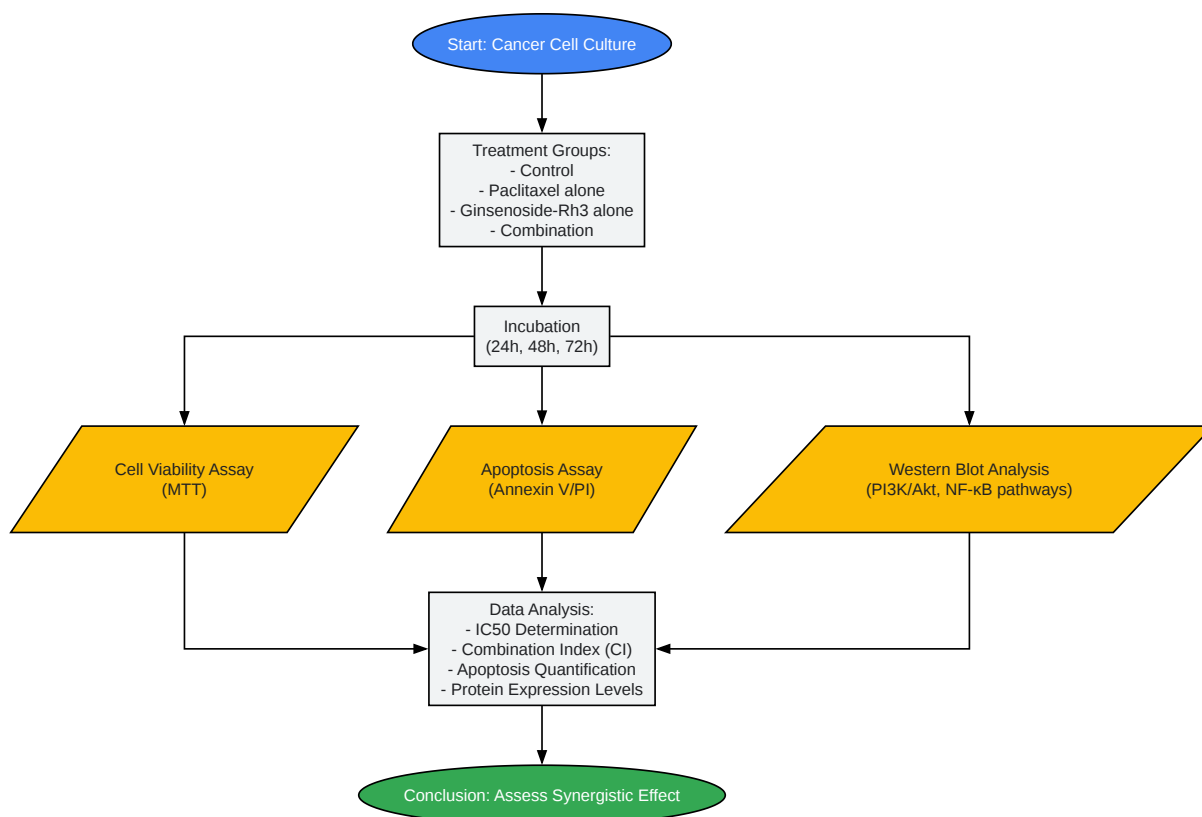 Start: Cancer Cell Culture
Treatment Groups:
- Control
- Paclitaxel alone
- Ginsenoside-Rh3 alone
- Combination
Incubation
(24h, 48h, 72h)
Cell Viability Assay
(MTT)
Apoptosis Assay
(Annexin V/PI)
Western Blot Analysis
(PI3K/Akt, NF-κB pathways)
Data Analysis:
- IC50 Determination
- Combination Index (CI)
- Apoptosis Quantification
- Protein Expression Levels
Conclusion: Assess Synergistic Effect